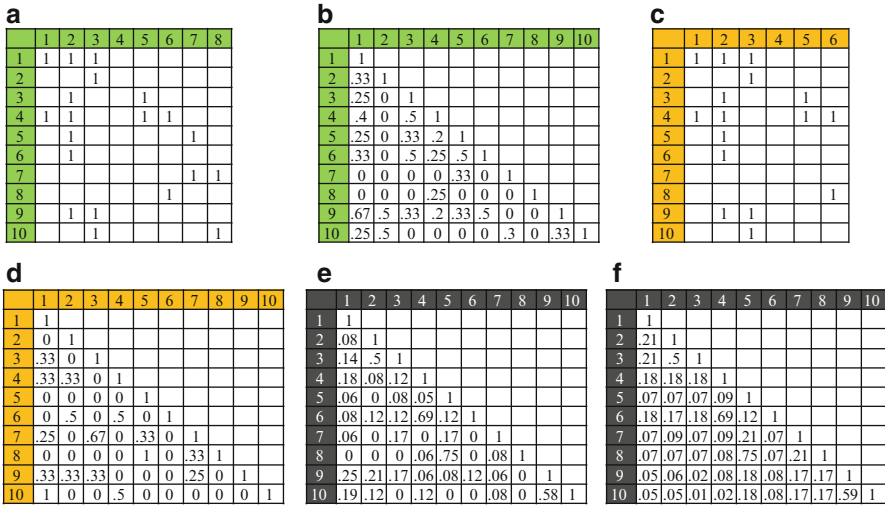 a
1 2 3 4 5 6 7 8
1 1 1 1
2 1
3 1 1
4 1 1 1 1
5 1 1
6 1
7 1 1
8 1
9 1 1
10 1 1
b
1 2 3 4 5 6 7 8 9 10
1 1
2 .33 1
3 .25 0 1
4 .4 0 .5 1
5 .25 0 .33 .2 1
6 .33 0 .5 .25 .5 1
7 0 0 0 0 .33 0 1
8 0 0 0 .25 0 0 0 1
9 .67 .5 .33 .2 .33 .5 0 0 1
10 .25 .5 0 0 0 0 .3 0 .33 1
c
1 2 3 4 5 6
1 1 1 1
2 1
3 1 1
4 1 1 1 1
5 1
6 1
7
8 1
9 1 1
10 1
d
1 2 3 4 5 6 7 8 9 10
1 1
2 0 1
3 .33 0 1
4 .33 .33 0 1
5 0 0 0 0 1
6 0 .5 0 .5 0 1
7 .25 0 .67 0 .33 0 1
8 0 0 0 0 1 0 .33 1
9 .33 .33 .33 0 0 0 .25 0 1
10 1 0 0 .5 0 0 0 0 0 1
e
1 2 3 4 5 6 7 8 9 10
1 1
2 .08 1
3 .14 .5 1
4 .18 .08 .12 1
5 .06 0 .08 .05 1
6 .08 .12 .12 .69 .12 1
7 .06 0 .17 0 .17 0 1
8 0 0 0 .06 .75 0 .08 1
9 .25 .21 .17 .06 .08 .12 .06 0 1
10 .19 .12 0 .12 0 0 .08 0 .58 1
f
1 2 3 4 5 6 7 8 9 10
1 1
2 .21 1
3 .21 .5 1
4 .18 .18 .18 1
5 .07 .07 .07 .09 1
6 .18 .17 .18 .69 .12 1
7 .07 .09 .07 .09 .21 .07 1
8 .07 .07 .07 .08 .75 .07 .21 1
9 .05 .06 .02 .08 .18 .08 .17 .17 1
10 .05 .05 .01 .02 .18 .08 .17 .17 .59 1